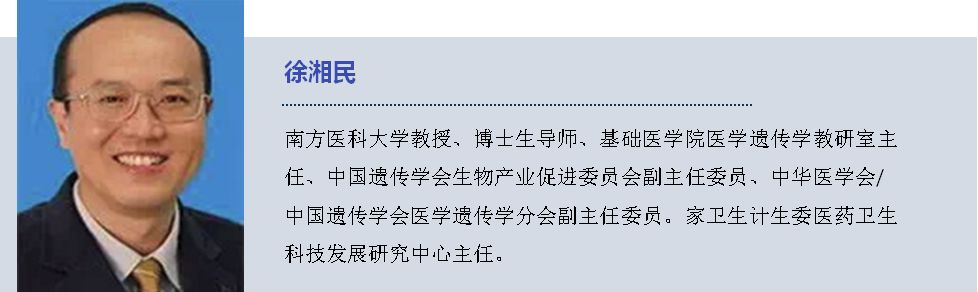 徐湘民
南方医科大学教授、博士生导师、基础医学院医学遗传学教研室主
任、中国遗传学会生物产业促进委员会副主任委员、中华医学会/
中国遗传学会医学遗传学分会副主任委员。家卫生计生委医药卫生
科技发展研究中心主任。